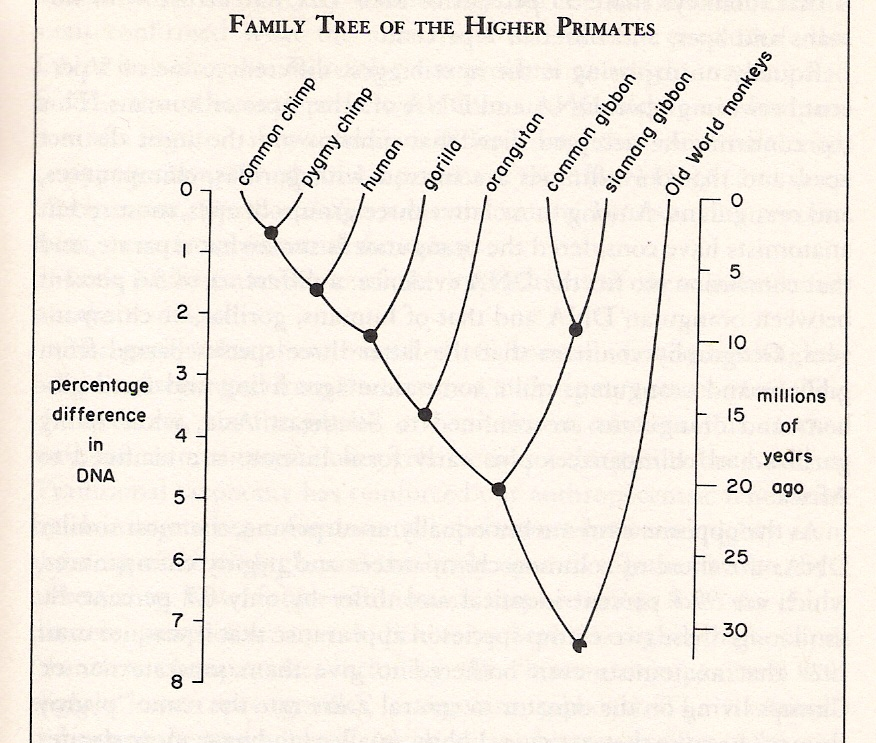 FAMILY TREE OF THE HIGHER PRIMATES
common chimp
pygmy chimp
human
gorilla
orangutan
common gibbon
siamang gibbon
Old World monkeys
0
1
2
3
4
5
6
7
8
percentage
difference
in
DNA
0
5
10
15
20
25
30
millions
of
years
ago